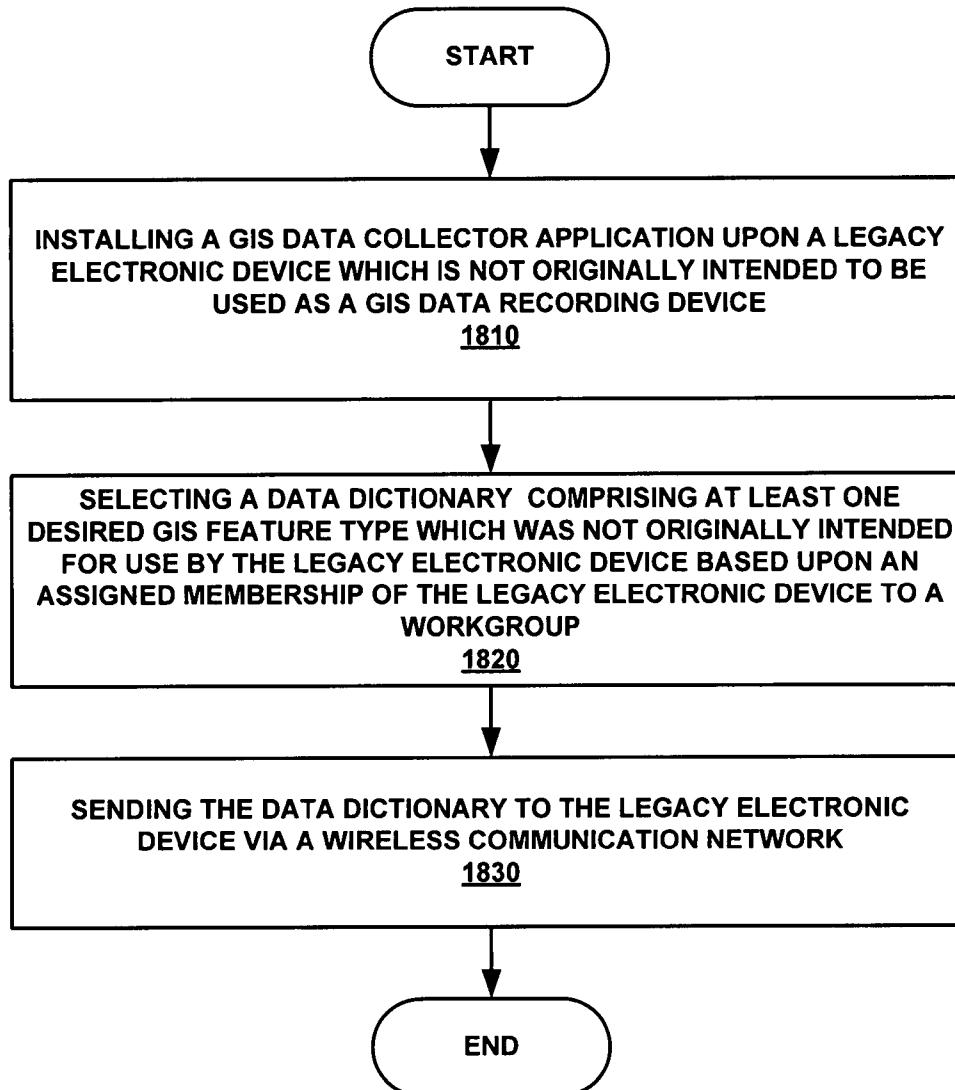 START
INSTALLING A GIS DATA COLLECTOR APPLICATION UPON A LEGACY
ELECTRONIC DEVICE WHICH IS NOT ORIGINALLY INTENDED TO BE
USED AS A GIS DATA RECORDING DEVICE
1810
SELECTING A DATA DICTIONARY COMPRISING AT LEAST ONE
DESIRED GIS FEATURE TYPE WHICH WAS NOT ORIGINALLY INTENDED
FOR USE BY THE LEGACY ELECTRONIC DEVICE BASED UPON AN
ASSIGNED MEMBERSHIP OF THE LEGACY ELECTRONIC DEVICE TO A
WORKGROUP
1820
SENDING THE DATA DICTIONARY TO THE LEGACY ELECTRONIC
DEVICE VIA A WIRELESS COMMUNICATION NETWORK
1830
END